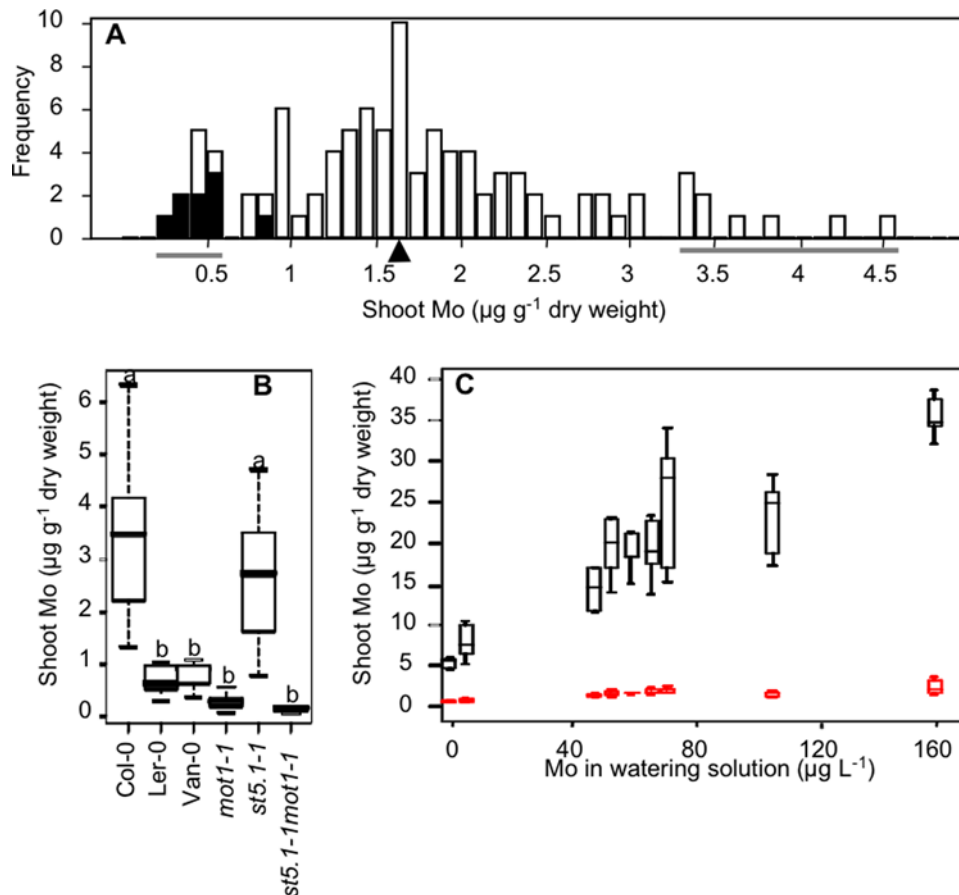 A
Frequency
10
8
6
4
2
0
0.5 1 1.5 2 2.5 3 3.5 4 4.5
Shoot Mo (µg g⁻¹ dry weight)
B
Shoot Mo (µg g⁻¹ dry weight)
6
5
4
3
2
1
0
a
b
b
b
a
b
Col-0
Ler-0
Van-0
mot1-1
st5.1-1
st5.1-1mot1-1
C
Shoot Mo (µg g⁻¹ dry weight)
40
35
30
25
20
15
10
5
0
0 40 80 120 160
Mo in watering solution (µg L⁻¹)